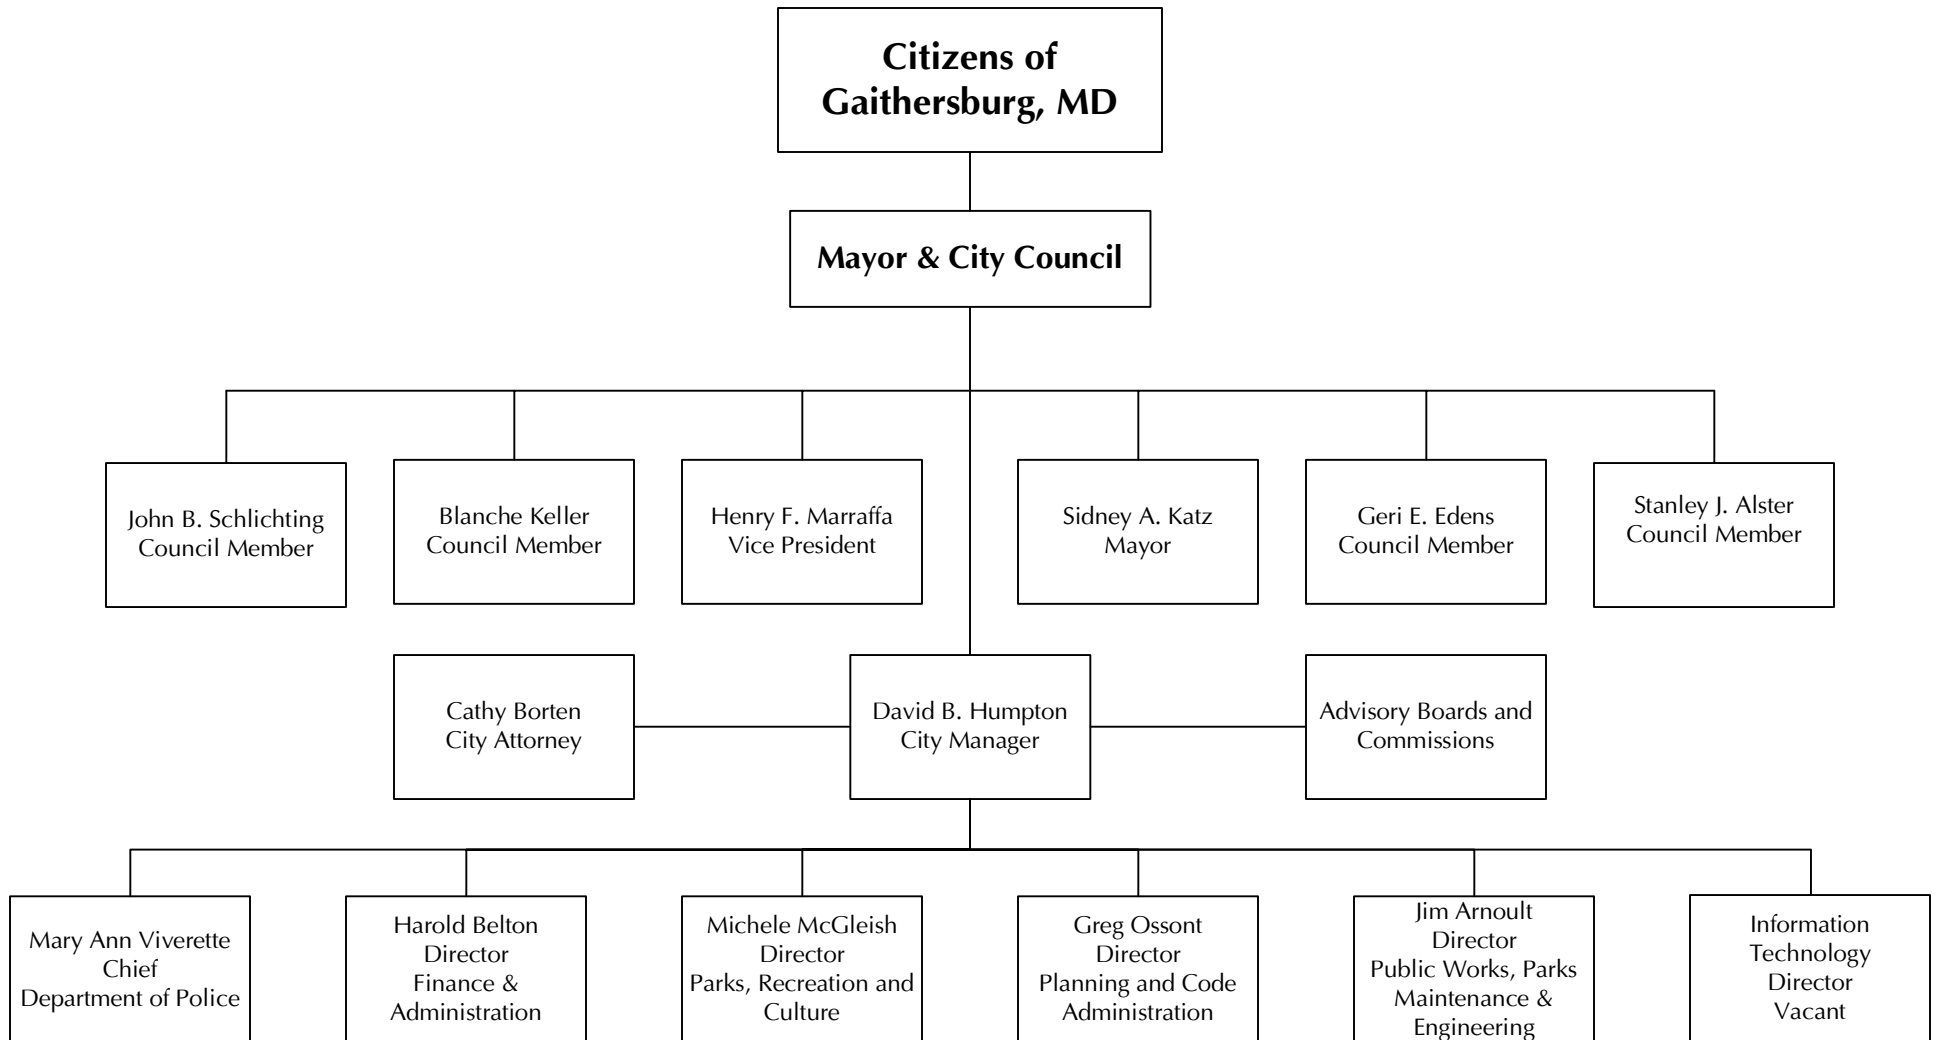 Citizens of
Gaithersburg, MD
Mayor & City Council
John B. Schlichting
Council Member
Blanche Keller
Council Member
Henry F. Marraffa
Vice President
Sidney A. Katz
Mayor
Geri E. Edens
Council Member
Stanley J. Alster
Council Member
Cathy Borten
City Attorney
David B. Humpton
City Manager
Advisory Boards and
Commissions
Mary Ann Viverette
Chief
Department of Police
Harold Belton
Director
Finance &
Administration
Michele McGleish
Director
Parks, Recreation and
Culture
Greg Ossont
Director
Planning and Code
Administration
Jim Arnoult
Director
Public Works, Parks
Maintenance &
Engineering
Information
Technology
Director
Vacant